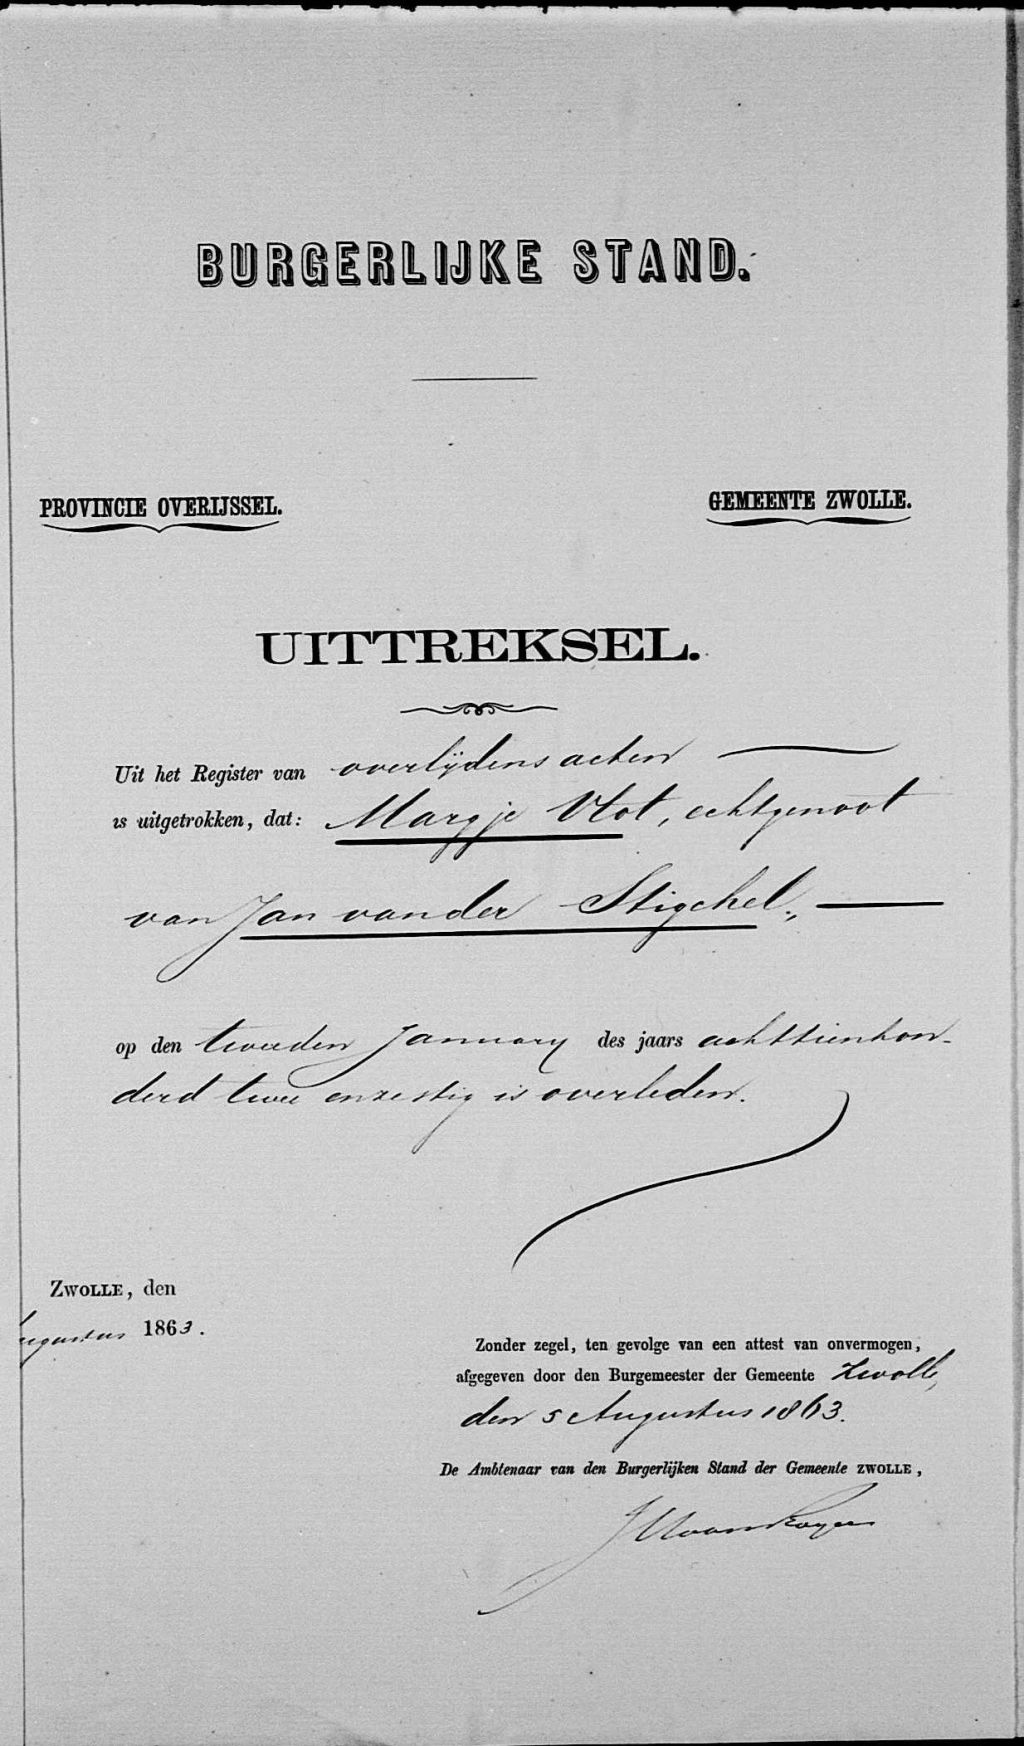 BURGERLIJKE STAND.
PROVINCIE OVERIJSSEL.
GEMEENTE ZWOLLE.
UITTREKSEL.
Uit het Register van overlijdens acten
is uitgetrokken, dat: Margje Vlot, echtgenoot
van Jan van der Stigchel,
op den tweeden January des jaars achttienhon-
derd twee en zestig is overleden.
ZWOLLE, den
Augustus 1863.
Zonder zegel, ten gevolge van een attest van onvermogen,
afgegeven door den Burgemeester der Gemeente Zwolle,
den 5 Augustus 1863.
De Ambtenaar van den Burgerlijken Stand der Gemeente ZWOLLE,